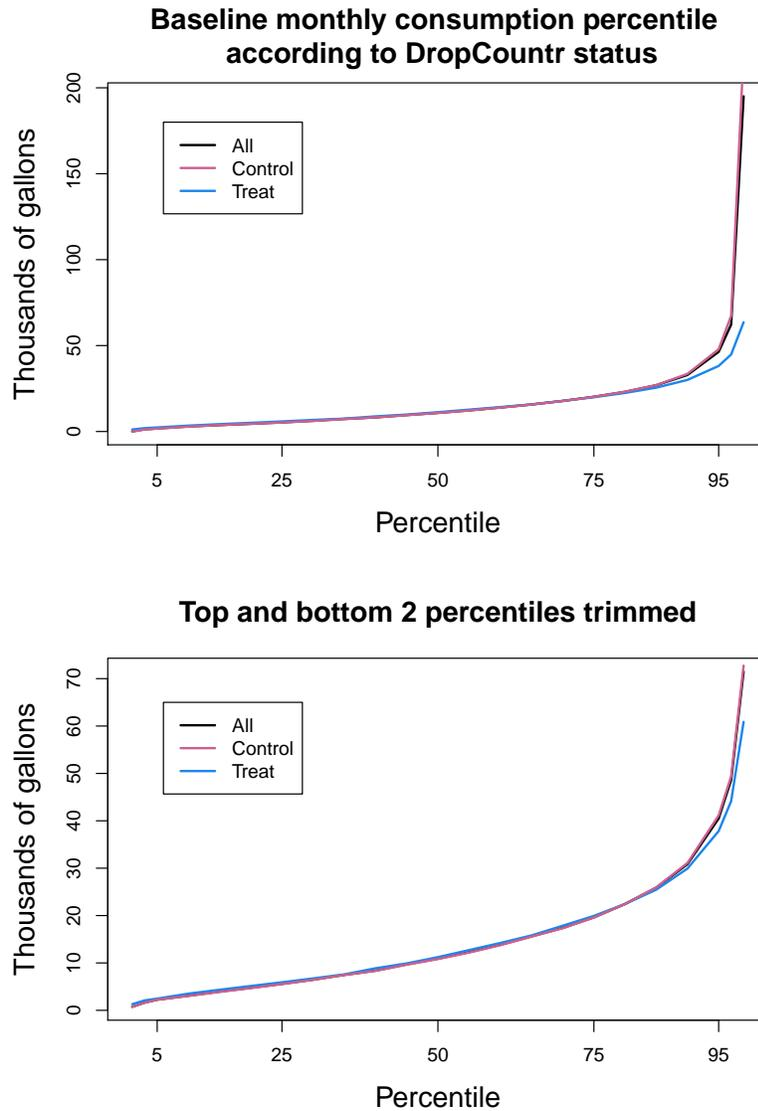 Baseline monthly consumption percentile
according to DropCountr status
Thousands of gallons
200
150
100
50
0
All
Control
Treat
5 25 50 75 95
Percentile
Top and bottom 2 percentiles trimmed
Thousands of gallons
70
60
50
40
30
20
10
0
All
Control
Treat
5 25 50 75 95
Percentile